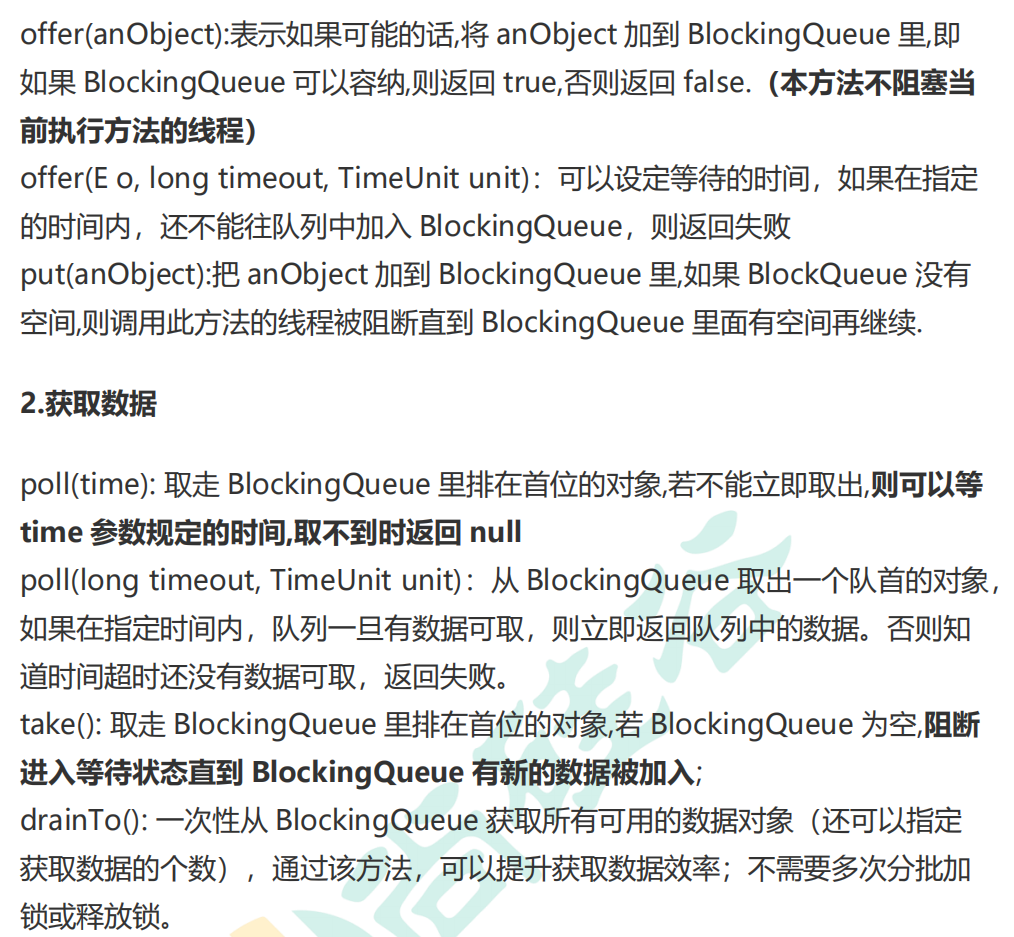 offer(anObject):表示如果可能的话,将 anObject 加到 BlockingQueue 里,即
如果 BlockingQueue 可以容纳,则返回 true,否则返回 false.（本方法不阻塞当
前执行方法的线程）
offer(E o, long timeout, TimeUnit unit)：可以设定等待的时间，如果在指定
的时间内，还不能往队列中加入 BlockingQueue，则返回失败
put(anObject):把 anObject 加到 BlockingQueue 里,如果 BlockQueue 没有
空间,则调用此方法的线程被阻断直到 BlockingQueue 里面有空间再继续.
2.获取数据
poll(time): 取走 BlockingQueue 里排在首位的对象,若不能立即取出,则可以等
time 参数规定的时间,取不到时返回 null
poll(long timeout, TimeUnit unit)：从 BlockingQueue 取出一个队首的对象，
如果在指定时间内，队列一旦有数据可取，则立即返回队列中的数据。否则知
道时间超时还没有数据可取，返回失败。
take(): 取走 BlockingQueue 里排在首位的对象,若 BlockingQueue 为空,阻断
进入等待状态直到 BlockingQueue 有新的数据被加入;
drainTo(): 一次性从 BlockingQueue 获取所有可用的数据对象（还可以指定
获取数据的个数），通过该方法，可以提升获取数据效率；不需要多次分批加
锁或释放锁。
尚硅谷